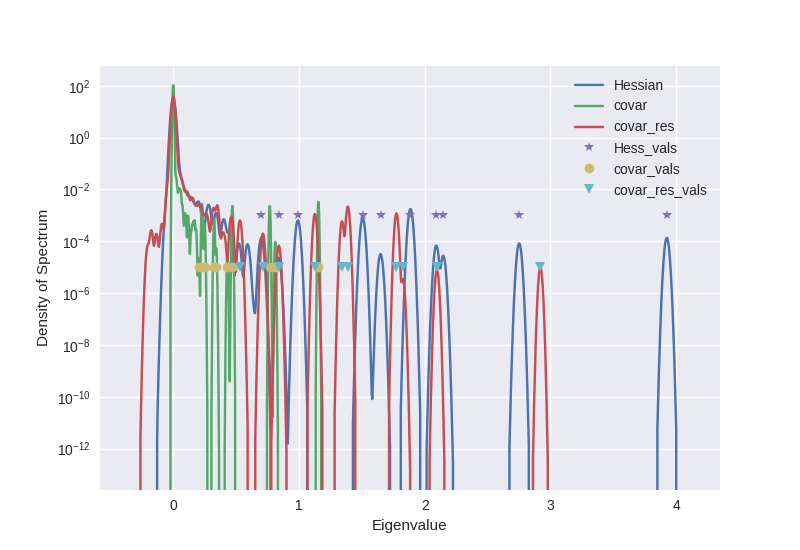 10^2
10^0
10^−2
10^−4
10^−6
10^−8
10^−10
10^−12
Density of Spectrum
Hessian
covar
covar_res
Hess_vals
covar_vals
covar_res_vals
0 1 2 3 4
Eigenvalue